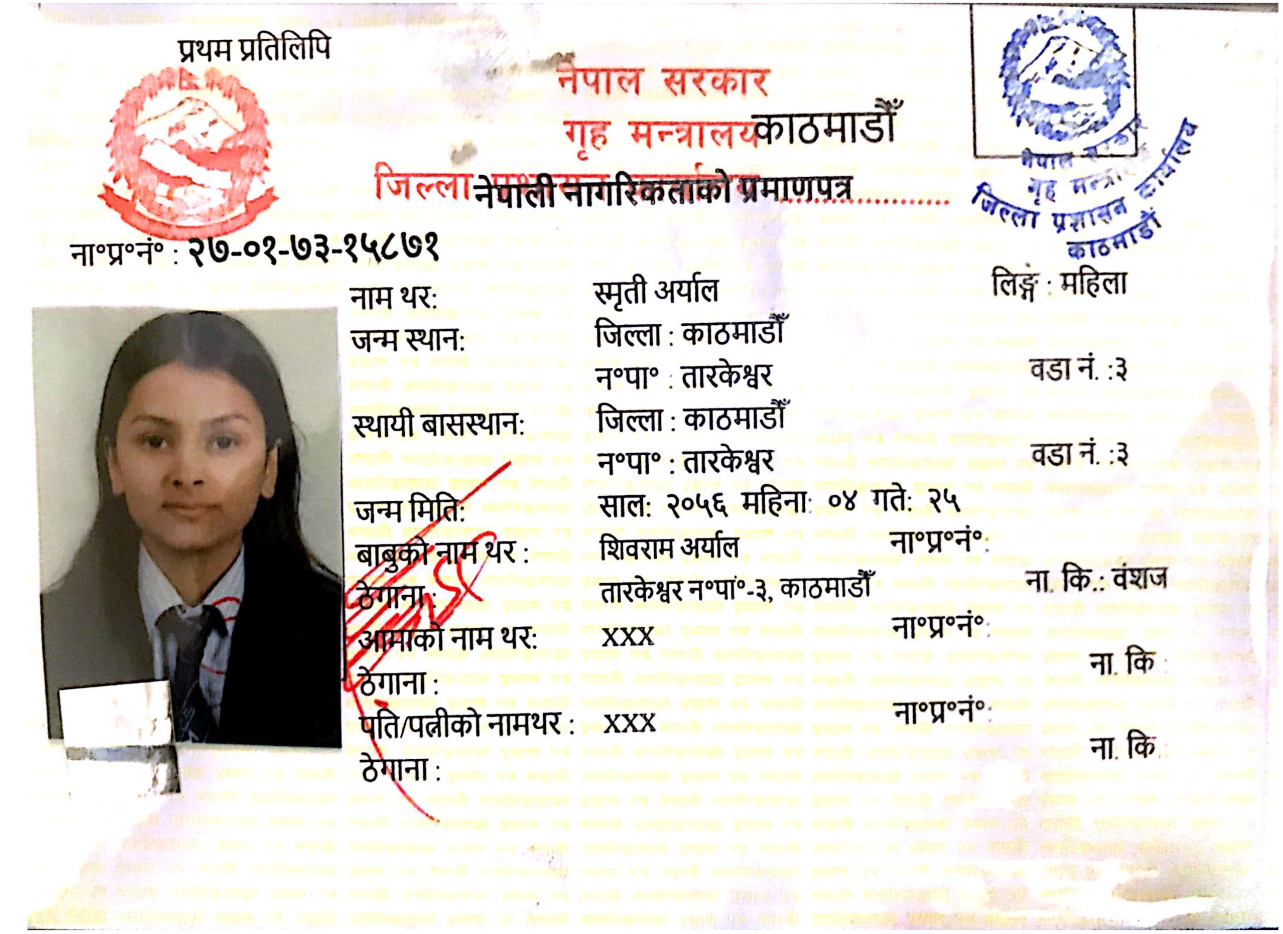 प्रथम प्रतिलिपि
नेपाल सरकार
गृह मन्त्रालय काठमाडौँ
जिल्ला
नेपाली नागरिकताको प्रमाणपत्र
नेपाल सरकार
गृह मन्त्रालय
जिल्ला प्रशासन कार्यालय
काठमाडौं
ना°प्र°नं° : २७-०१-७३-१५८७१
नाम थर: स्मृती अर्याल लिङ्ग : महिला
जन्म स्थान: जिल्ला : काठमाडौँ
न°पा° : तारकेश्वर वडा नं. :३
स्थायी बासस्थान: जिल्ला : काठमाडौँ
न°पा° : तारकेश्वर वडा नं. :३
जन्म मिति: साल: २०५६ महिना: ०४ गते: २५
बाबुको नाम थर : शिवराम अर्याल ना°प्र°नं°:
ठेगाना : तारकेश्वर न°पा°-३, काठमाडौँ ना. कि.: वंशज
आमाको नाम थर: XXX ना°प्र°नं°:
ठेगाना : ना. कि :
पति/पत्नीको नामथर : XXX ना°प्र°नं°:
ठेगाना : ना. कि :